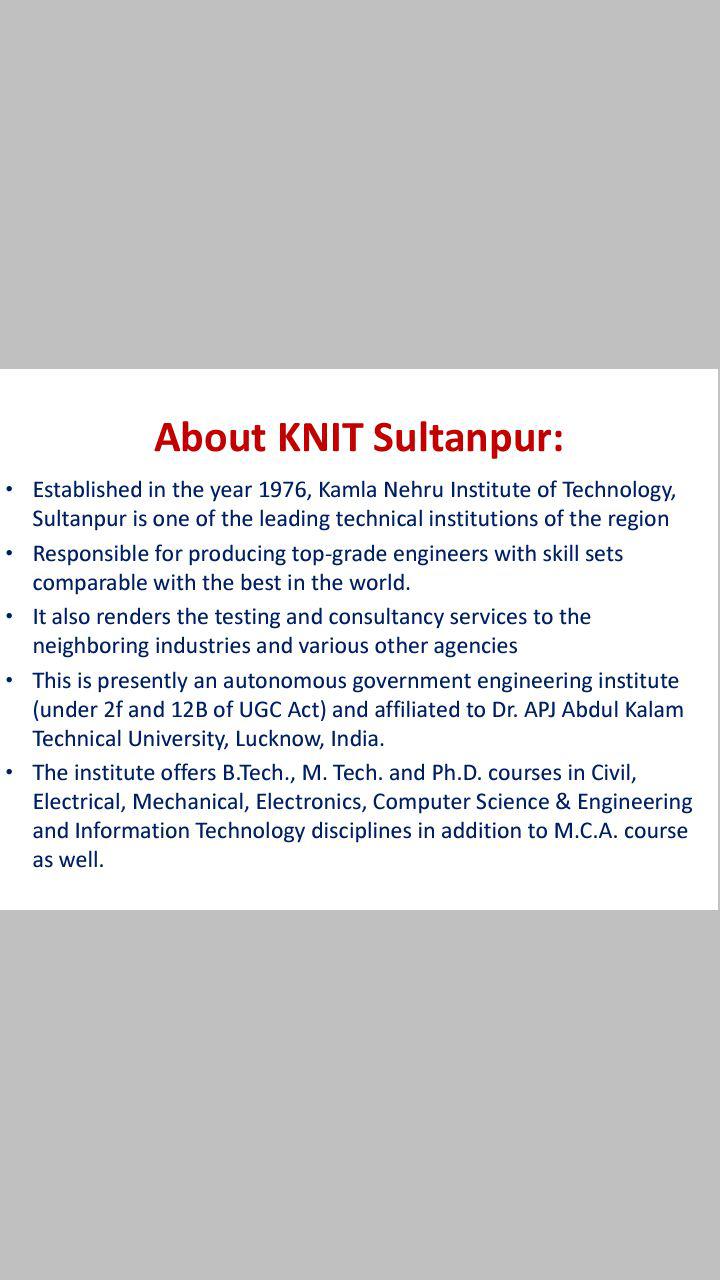 About KNIT Sultanpur:
• Established in the year 1976, Kamla Nehru Institute of Technology,
Sultanpur is one of the leading technical institutions of the region
• Responsible for producing top-grade engineers with skill sets
comparable with the best in the world.
• It also renders the testing and consultancy services to the
neighboring industries and various other agencies
• This is presently an autonomous government engineering institute
(under 2f and 12B of UGC Act) and affiliated to Dr. APJ Abdul Kalam
Technical University, Lucknow, India.
• The institute offers B.Tech., M. Tech. and Ph.D. courses in Civil,
Electrical, Mechanical, Electronics, Computer Science & Engineering
and Information Technology disciplines in addition to M.C.A. course
as well.